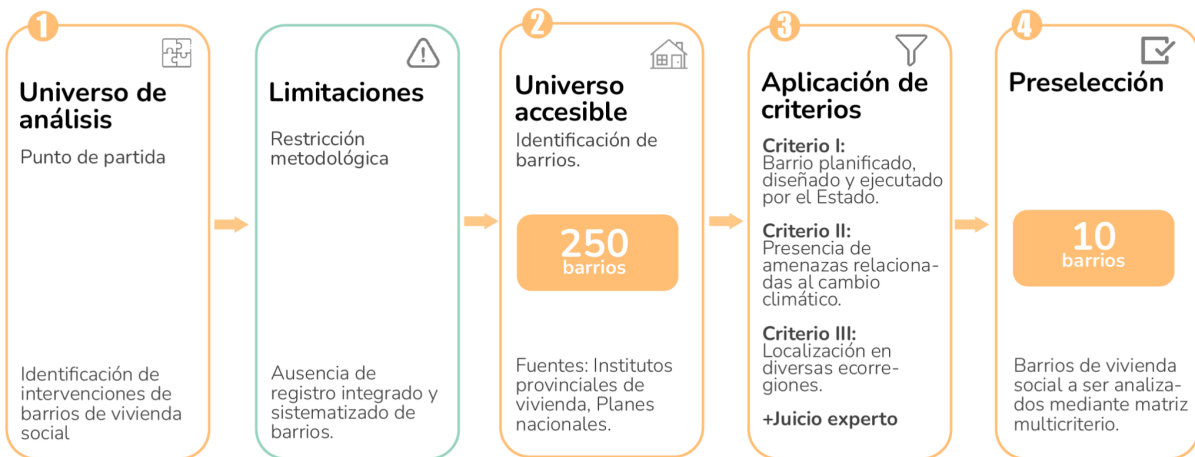 1
Universo de
análisis
Punto de partida
Identificación de
intervenciones de
barrios de vivienda
social
Limitaciones
Restricción
metodológica
Ausencia de
registro integrado y
sistematizado de
barrios.
2
Universo
accesible
Identificación de
barrios.
250
barrios
Fuentes: Institutos
provinciales de
vivienda, Planes
nacionales.
3
Aplicación de
criterios
Criterio I:
Barrio planificado,
diseñado y ejecutado
por el Estado.
Criterio II:
Presencia de
amenazas relaciona-
das al cambio
climático.
Criterio III:
Localización en
diversas ecorre-
giones.
+Juicio experto
4
Preselección
10
barrios
Barrios de vivienda
social a ser analiza-
dos mediante matriz
multicriterio.